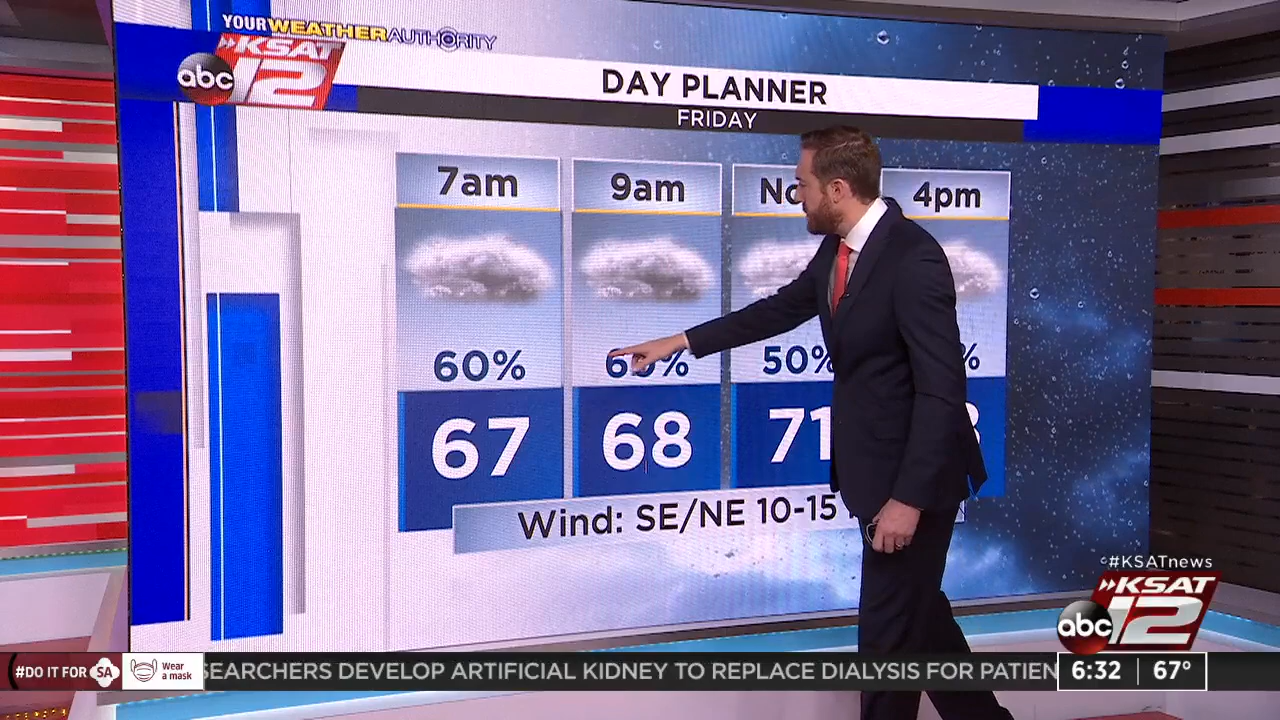 YOUR WEATHER AUTHORITY
abc KSAT 12
DAY PLANNER
FRIDAY
7am 9am 4pm
60% 50% %
67 68 71
Wind: SE/NE 10-15
#KSATnews
abc KSAT 12
#DO IT FOR SA
Wear
a mask
DEVELOP ARTIFICIAL KIDNEY TO REPLACE DIALYSIS FOR
6:32 67°